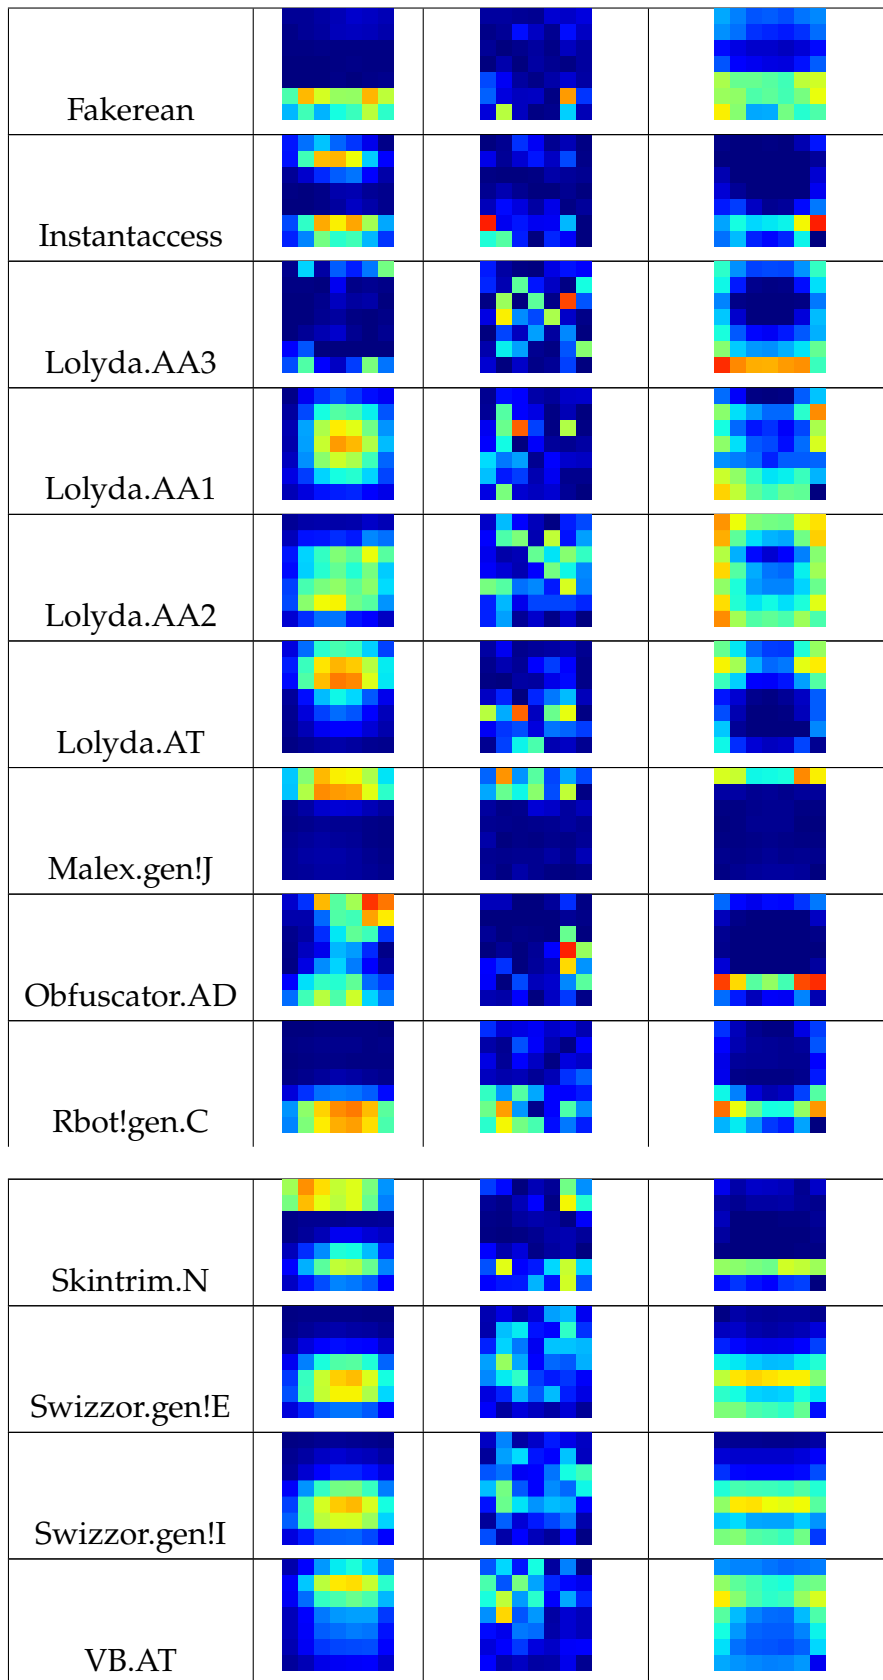 Fakerean
Instantaccess
Lolyda.AA3
Lolyda.AA1
Lolyda.AA2
Lolyda.AT
Malex.gen!J
Obfuscator.AD
Rbot!gen.C
Skintrim.N
Swizzor.gen!E
Swizzor.gen!I
VB.AT